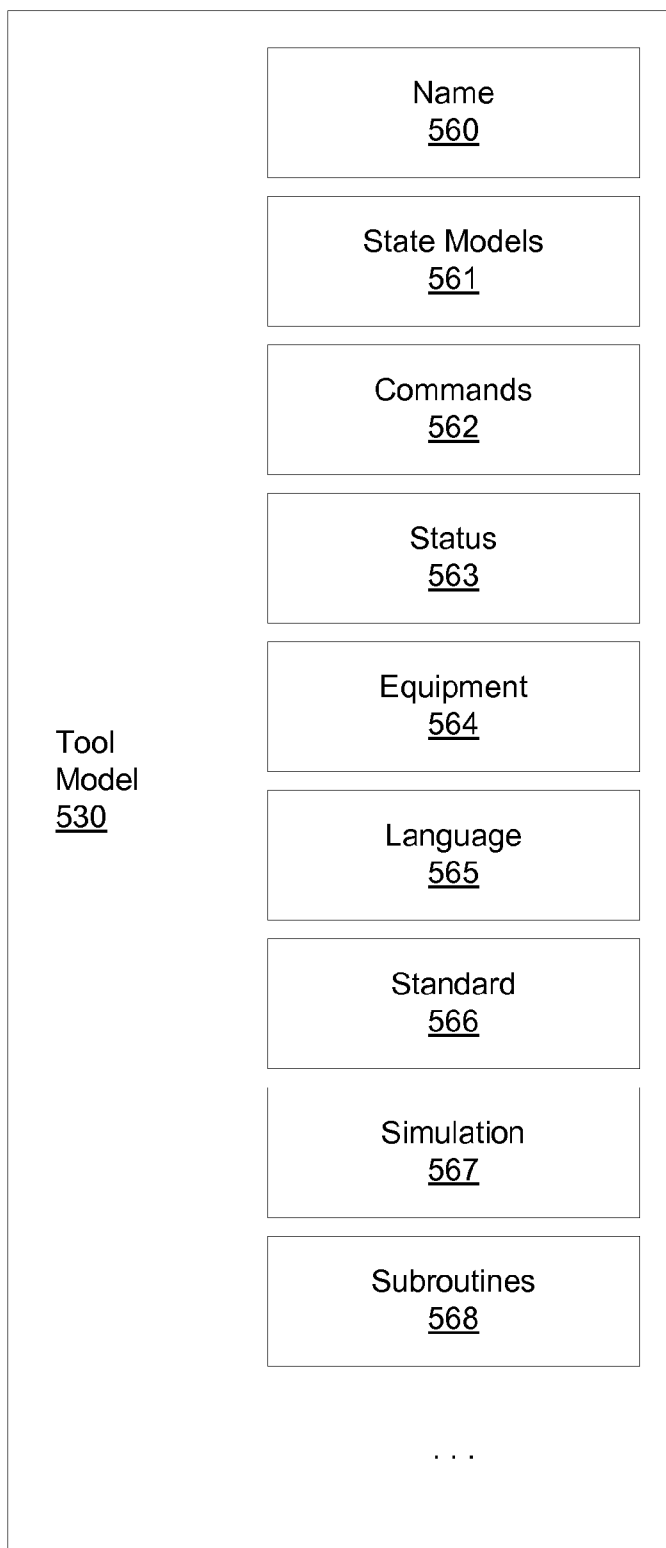 Name
560
State Models
561
Commands
562
Status
563
Equipment
564
Tool
Model
530
Language
565
Standard
566
Simulation
567
Subroutines
568
. . .